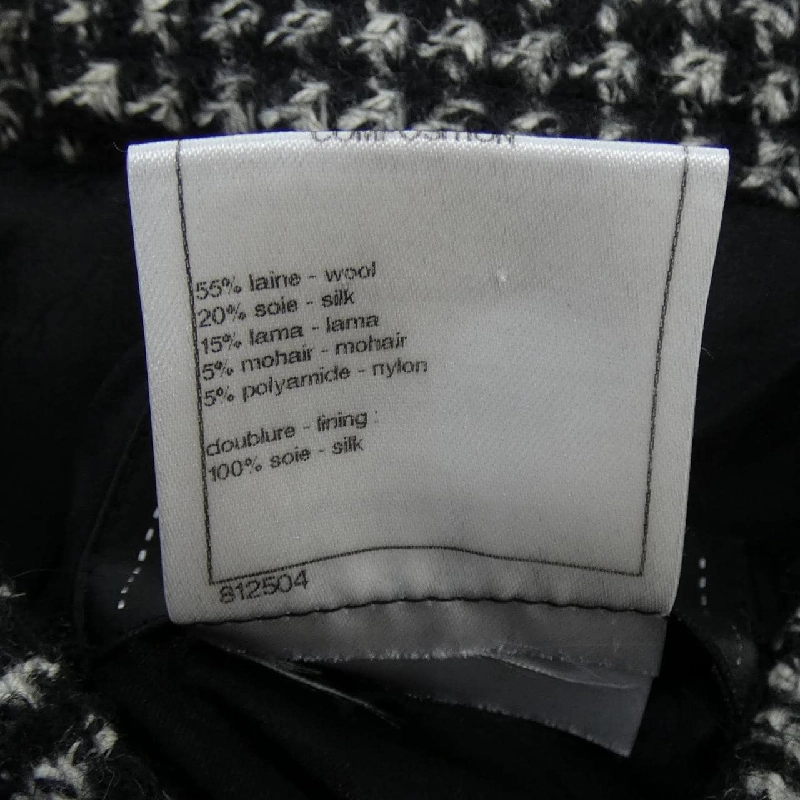 COMPOSITION
55% laine - wool
20% soie - silk
15% lama - lama
5% mohair - mohair
5% polyamide - nylon
doublure - lining :
100% soie - silk
812504